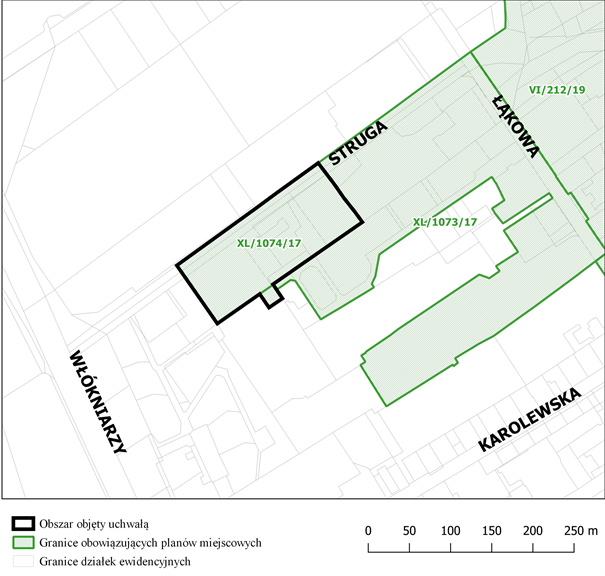 VI/212/19
ŁĄKOWA
STRUGA
XL/1073/17
XL/1074/17
WŁÓKNIARZY
KAROLEWSKA
Obszar objęty uchwałą
Granice obowiązujących planów miejscowych
Granice działek ewidencyjnych
0 50 100 150 200 250 m